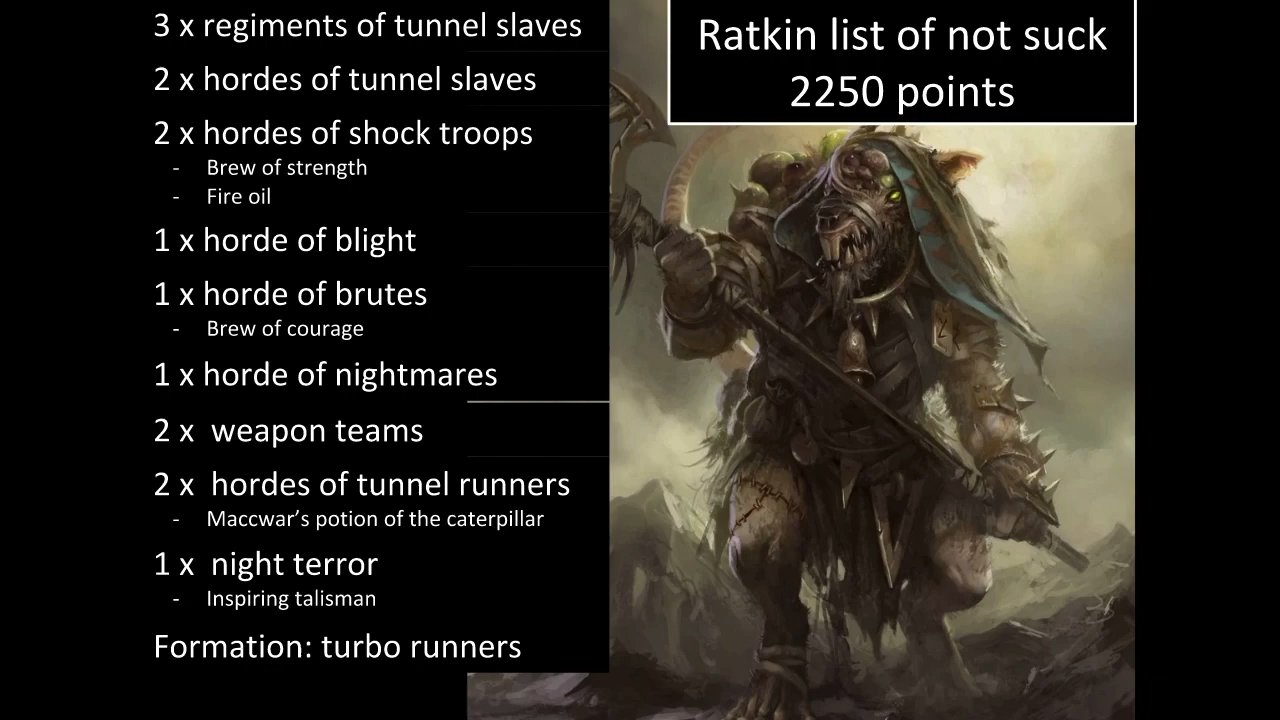 3 x regiments of tunnel slaves
2 x hordes of tunnel slaves
2 x hordes of shock troops
- Brew of strength
- Fire oil
1 x horde of blight
1 x horde of brutes
- Brew of courage
1 x horde of nightmares
2 x weapon teams
2 x hordes of tunnel runners
- Maccwar’s potion of the caterpillar
1 x night terror
- Inspiring talisman
Formation: turbo runners
Ratkin list of not suck
2250 points